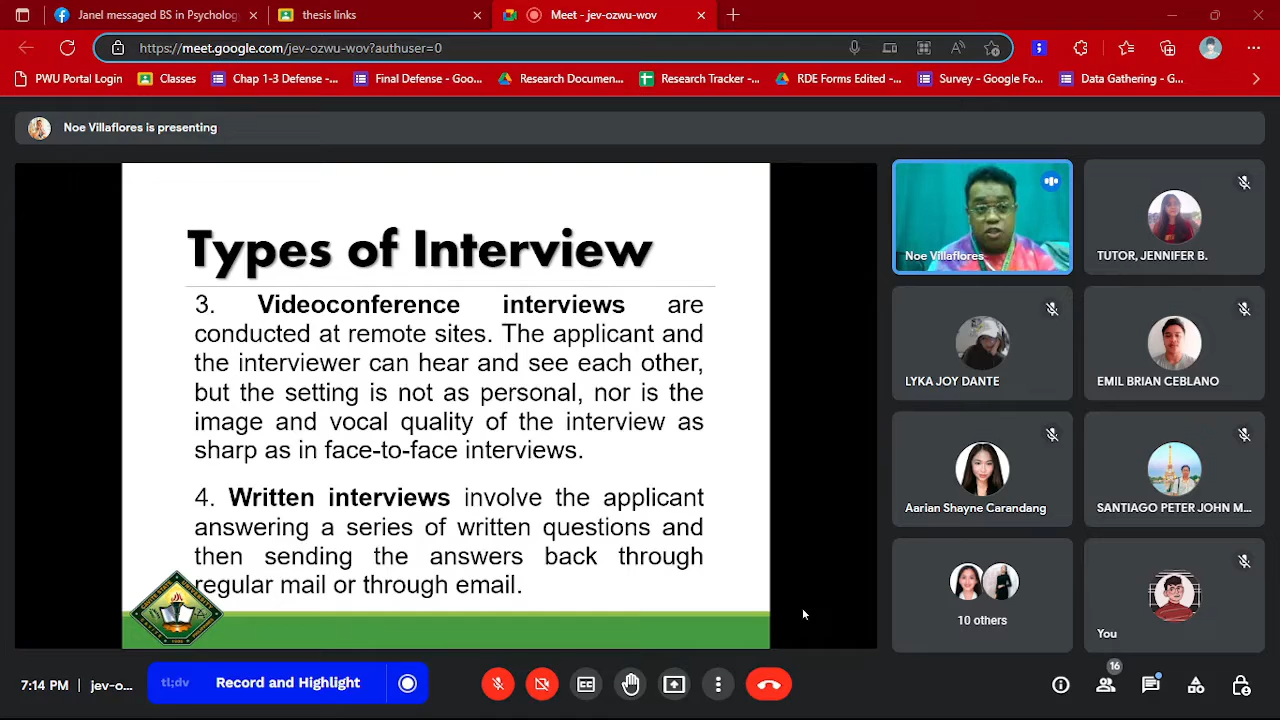 Janel messaged BS in Psycholog
thesis links
Meet - jev-ozwu-wov
https://meet.google.com/jev-ozwu-wov?authuser=0
PWU Portal Login
Classes
Chap 1-3 Defense -...
Final Defense - Goo...
Research Documen...
Research Tracker -...
RDE Forms Edited -...
Survey - Google Fo...
Data Gathering - G...
Noe Villaflores is presenting
Types of Interview
3. Videoconference interviews are
conducted at remote sites. The applicant and
the interviewer can hear and see each other,
but the setting is not as personal, nor is the
image and vocal quality of the interview as
sharp as in face-to-face interviews.
4. Written interviews involve the applicant
answering a series of written questions and
then sending the answers back through
regular mail or through email.
Noe Villaflores
TUTOR, JENNIFER B.
LYKA JOY DANTE
EMIL BRIAN CEBLANO
Aarian Shayne Carandang
SANTIAGO PETER JOHN M...
10 others
You
7:14 PM | jev-o...
tl;dv Record and Highlight
16